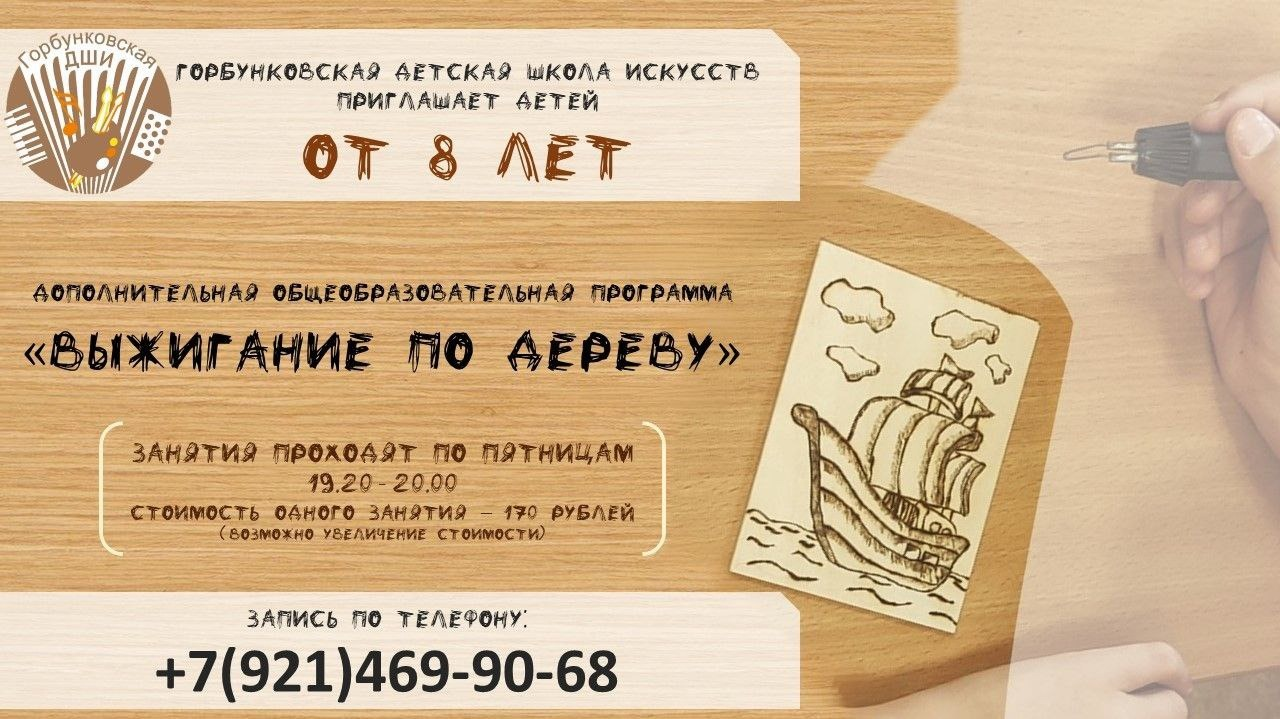 Горбунковская
ДШИ
ГОРБУНКОВСКАЯ ДЕТСКАЯ ШКОЛА ИСКУССТВ
ПРИГЛАШАЕТ ДЕТЕЙ
ОТ 8 ЛЕТ
ДОПОЛНИТЕЛЬНАЯ ОБЩЕОБРАЗОВАТЕЛЬНАЯ ПРОГРАММА
«ВЫЖИГАНИЕ ПО ДЕРЕВУ»
ЗАНЯТИЯ ПРОХОДЯТ ПО ПЯТНИЦАМ
19.20 - 20.00
СТОИМОСТЬ ОДНОГО ЗАНЯТИЯ – 170 РУБЛЕЙ
(ВОЗМОЖНО УВЕЛИЧЕНИЕ СТОИМОСТИ)
ЗАПИСЬ ПО ТЕЛЕФОНУ:
+7(921)469-90-68